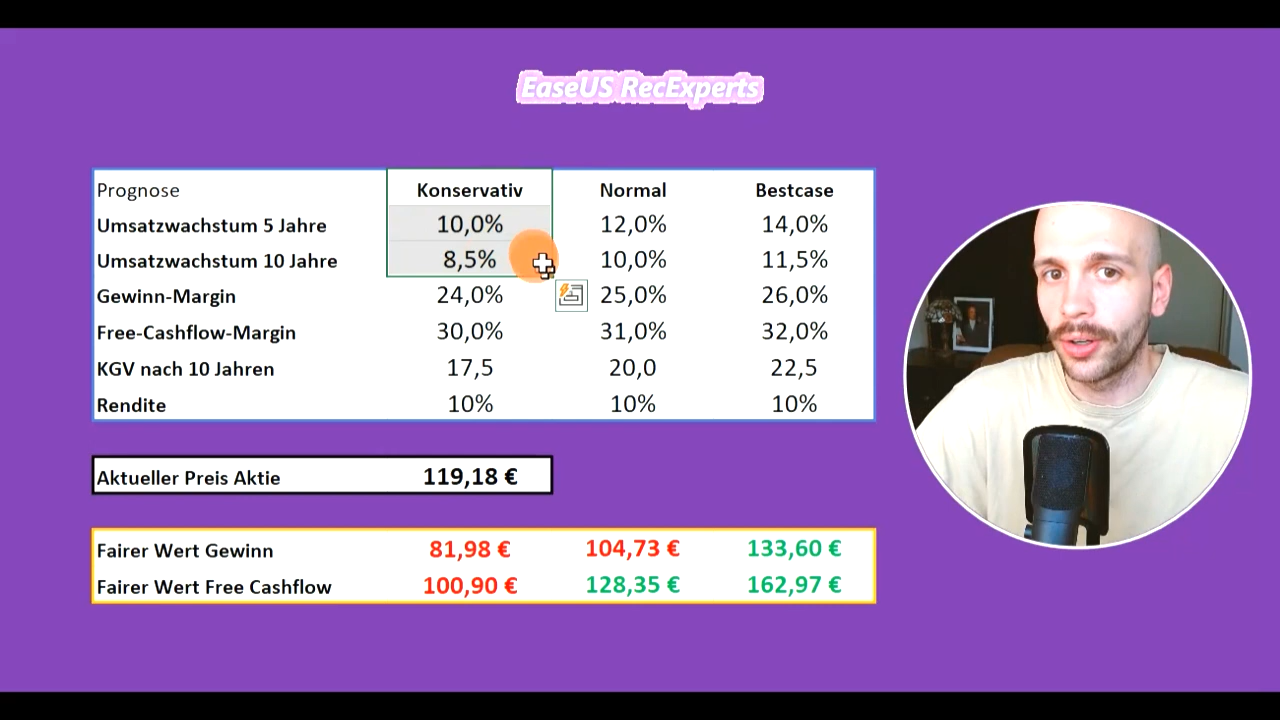 EaseUS RecExperts
Prognose Konservativ Normal Bestcase
Umsatzwachstum 5 Jahre 10,0% 12,0% 14,0%
Umsatzwachstum 10 Jahre 8,5% 10,0% 11,5%
Gewinn-Margin 24,0% 25,0% 26,0%
Free-Cashflow-Margin 30,0% 31,0% 32,0%
KGV nach 10 Jahren 17,5 20,0 22,5
Rendite 10% 10% 10%
Aktueller Preis Aktie 119,18 €
Fairer Wert Gewinn 81,98 € 104,73 € 133,60 €
Fairer Wert Free Cashflow 100,90 € 128,35 € 162,97 €